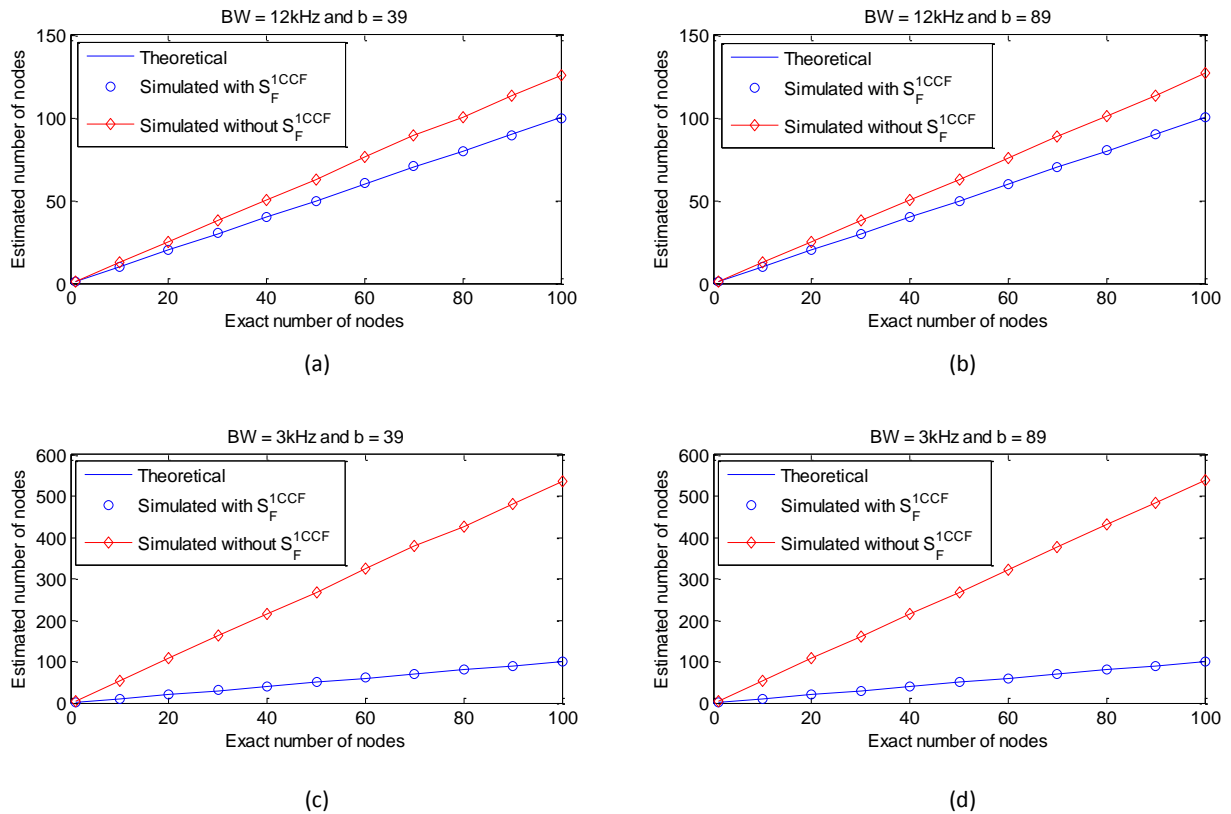 BW = 12kHz and b = 39
150
100
50
0
Estimated number of nodes
Theoretical
Simulated with S_F^1CCF
Simulated without S_F^1CCF
0 20 40 60 80 100
Exact number of nodes
(a)
BW = 12kHz and b = 89
150
100
50
0
Estimated number of nodes
Theoretical
Simulated with S_F^1CCF
Simulated without S_F^1CCF
0 20 40 60 80 100
Exact number of nodes
(b)
BW = 3kHz and b = 39
600
500
400
300
200
100
0
Estimated number of nodes
Theoretical
Simulated with S_F^1CCF
Simulated without S_F^1CCF
0 20 40 60 80 100
Exact number of nodes
(c)
BW = 3kHz and b = 89
600
500
400
300
200
100
0
Estimated number of nodes
Theoretical
Simulated with S_F^1CCF
Simulated without S_F^1CCF
0 20 40 60 80 100
Exact number of nodes
(d)